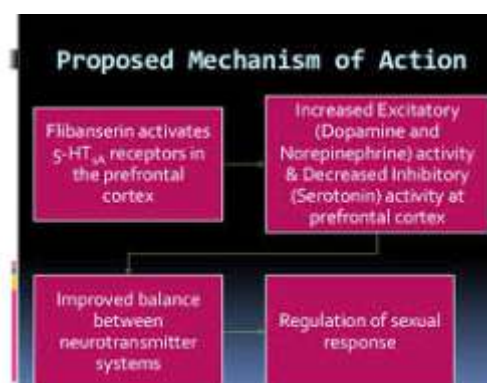 Proposed Mechanism of Action
Flibanserin activates
5-HT1A receptors in
the prefrontal
cortex
Increased Excitatory
(Dopamine and
Norepinephrine) activity
& Decreased Inhibitory
(Serotonin) activity at
prefrontal cortex
Improved balance
between
neurotransmitter
systems
Regulation of sexual
response